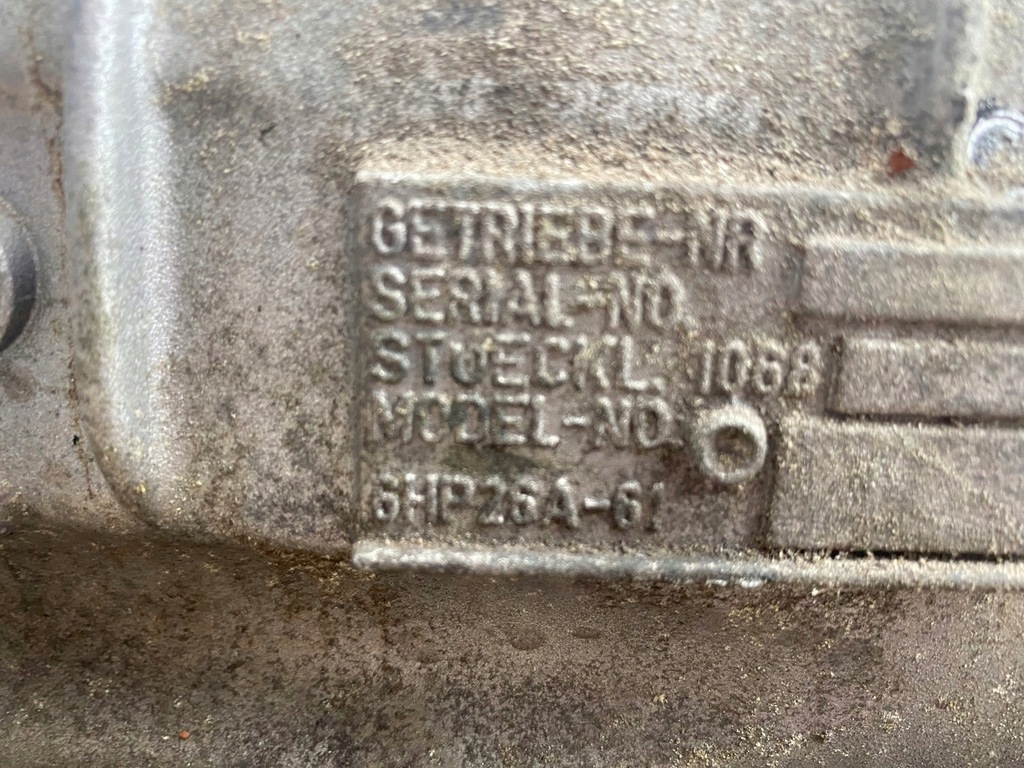 GETRIEBE-NR
SERIAL-NO.
STUECKL. 1068
MODEL-NO.
6HP26A-61